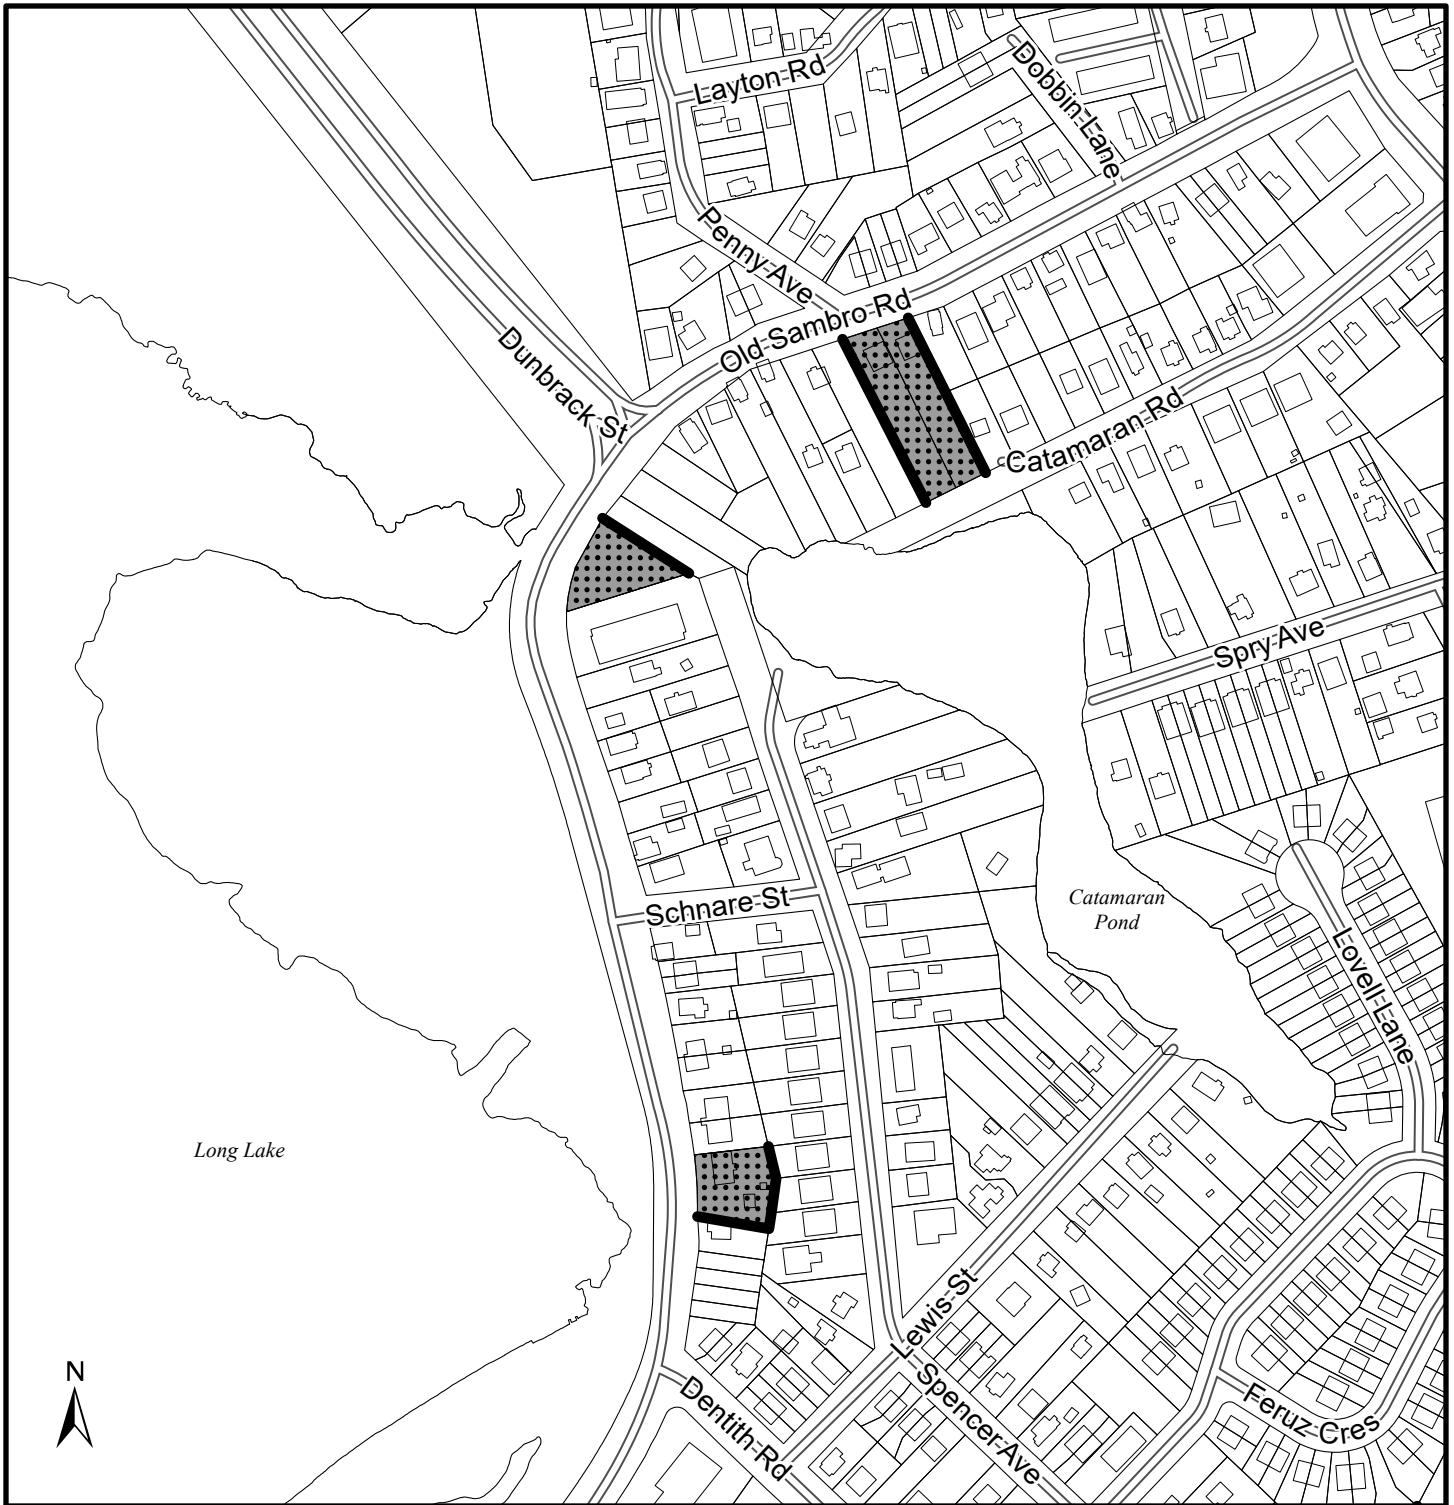 Layton Rd
Dobbin Lane
Penny Ave
Old Sambro Rd
Dunbrack St
Catamaran Rd
Spry Ave
Schnare St
Catamaran
Pond
Lovell Lane
Long Lake
Lewis St
N
Spencer Ave
Dentith Rd
Feruz Cres